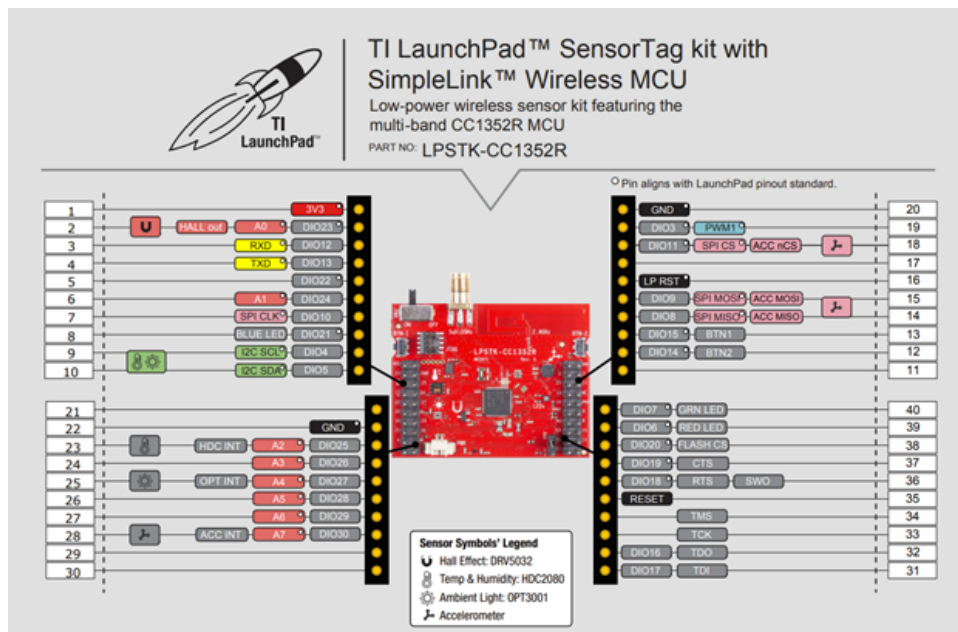 TI LaunchPad™ SensorTag kit with
SimpleLink™ Wireless MCU
Low-power wireless sensor kit featuring the
multi-band CC1352R MCU
PART NO: LPSTK-CC1352R
TI
LaunchPad™
Pin aligns with LaunchPad pinout standard.
1 3V3
2 HALL out A0 DIO23
3 RXD DIO12
4 TXD DIO13
5 DIO22
6 A1 DIO24
7 SPI CLK DIO10
8 BLUE LED DIO21
9 I2C SCL DIO4
10 I2C SDA DIO5
GND 20
DIO3 PWM1 19
DIO11 SPI CS ACC nCS 18
17
LP RST 16
DIO9 SPI MOSI ACC MOSI 15
DIO8 SPI MISO ACC MISO 14
DIO15 BTN1 13
DIO14 BTN2 12
11
OFF
BTN-1
BTN-2
2.4GHz
LPSTK-CC1352R
21
22 GND
23 HDC INT A2 DIO25
24 A3 DIO26
25 OPT INT A4 DIO27
26 A5 DIO28
27 A6 DIO29
28 ACC INT A7 DIO30
29
30
DIO7 GRN LED 40
DIO6 RED LED 39
DIO20 FLASH CS 38
DIO19 CTS 37
DIO18 RTS SWO 36
RESET 35
TMS 34
TCK 33
DIO16 TDO 32
DIO17 TDI 31
Sensor Symbols' Legend
Hall Effect: DRV5032
Temp & Humidity: HDC2080
Ambient Light: OPT3001
Accelerometer